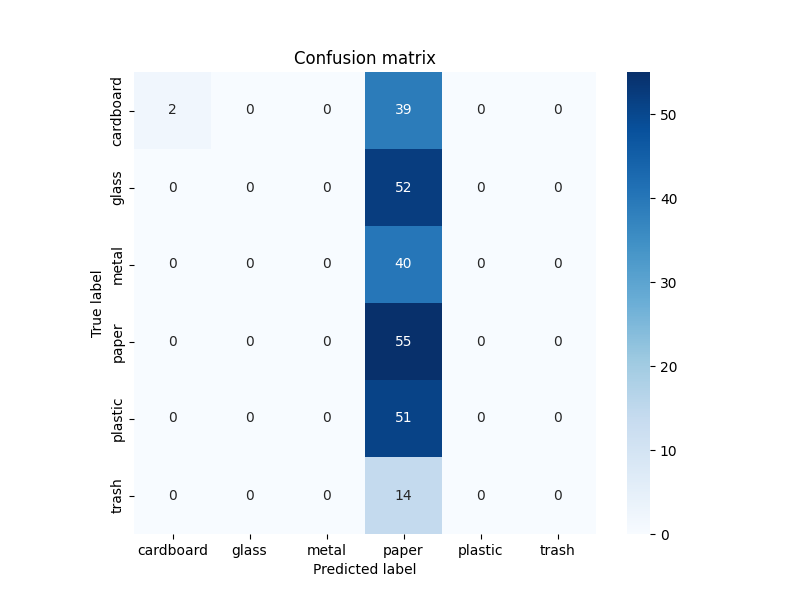 Confusion matrix
cardboard 2 0 0 39 0 0
glass 0 0 0 52 0 0
metal 0 0 0 40 0 0
paper 0 0 0 55 0 0
plastic 0 0 0 51 0 0
trash 0 0 0 14 0 0
True label
cardboard glass metal paper plastic trash
Predicted label
50
40
30
20
10
0